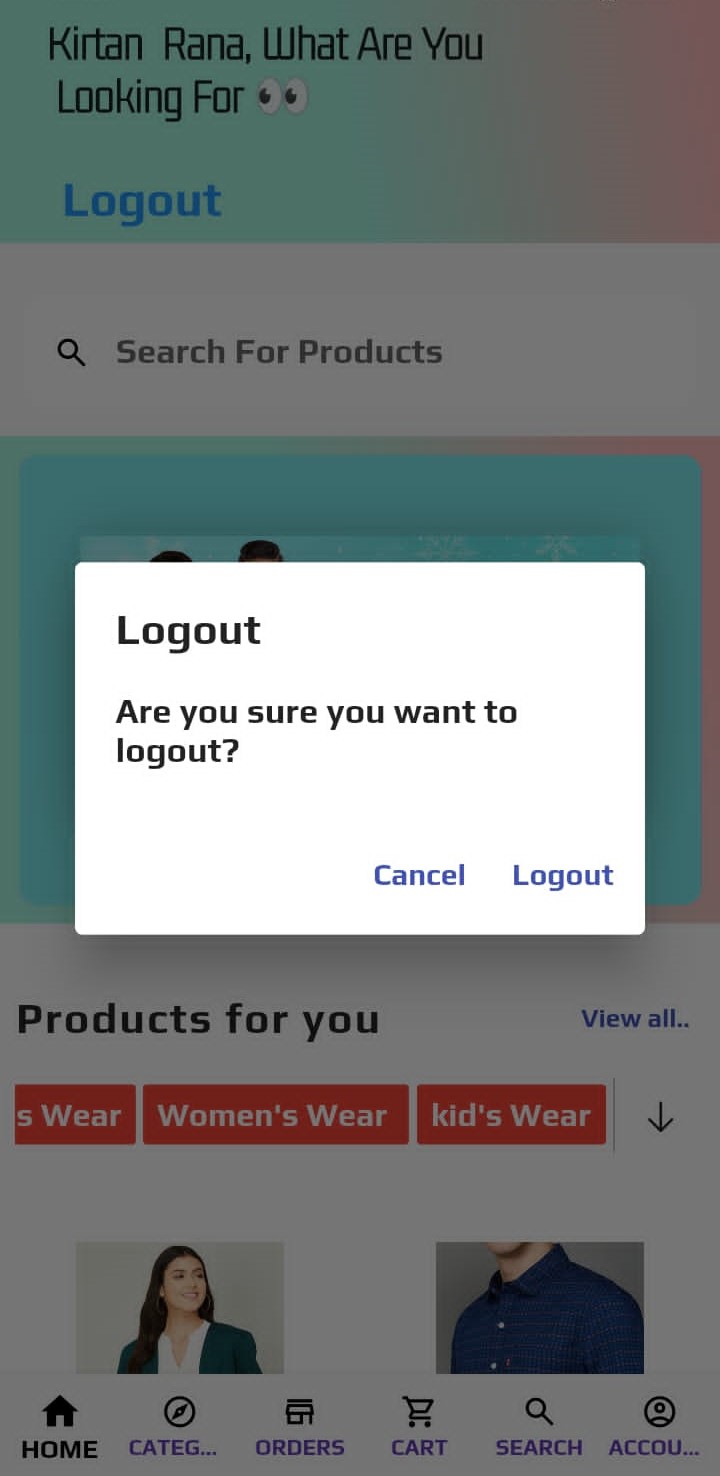 Kirtan Rana, What Are You
Looking For 👀
Logout
Search For Products
Logout
Are you sure you want to
logout?
Cancel Logout
Products for you View all..
s Wear Women's Wear kid's Wear
HOME CATEG... ORDERS CART SEARCH ACCOU...